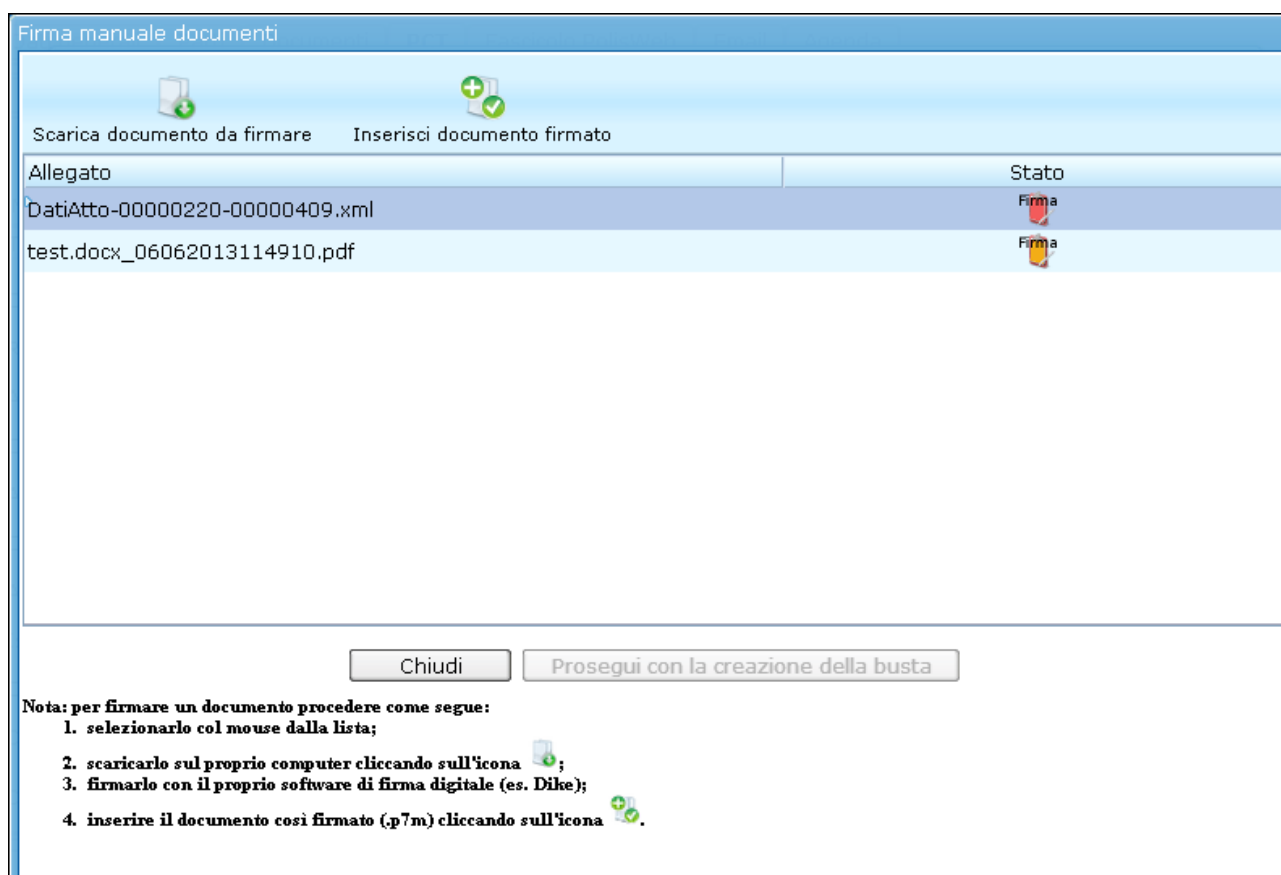 Firma manuale documenti
Scarica documento da firmare Inserisci documento firmato
Allegato Stato
DatiAtto-00000220-00000409.xml Firma
test.docx_06062013114910.pdf Firma
Chiudi Prosegui con la creazione della busta
Nota: per firmare un documento procedere come segue:
1. selezionarlo col mouse dalla lista;
2. scaricarlo sul proprio computer cliccando sull'icona ;
3. firmarlo con il proprio software di firma digitale (es. Dike);
4. inserire il documento così firmato (.p7m) cliccando sull'icona .